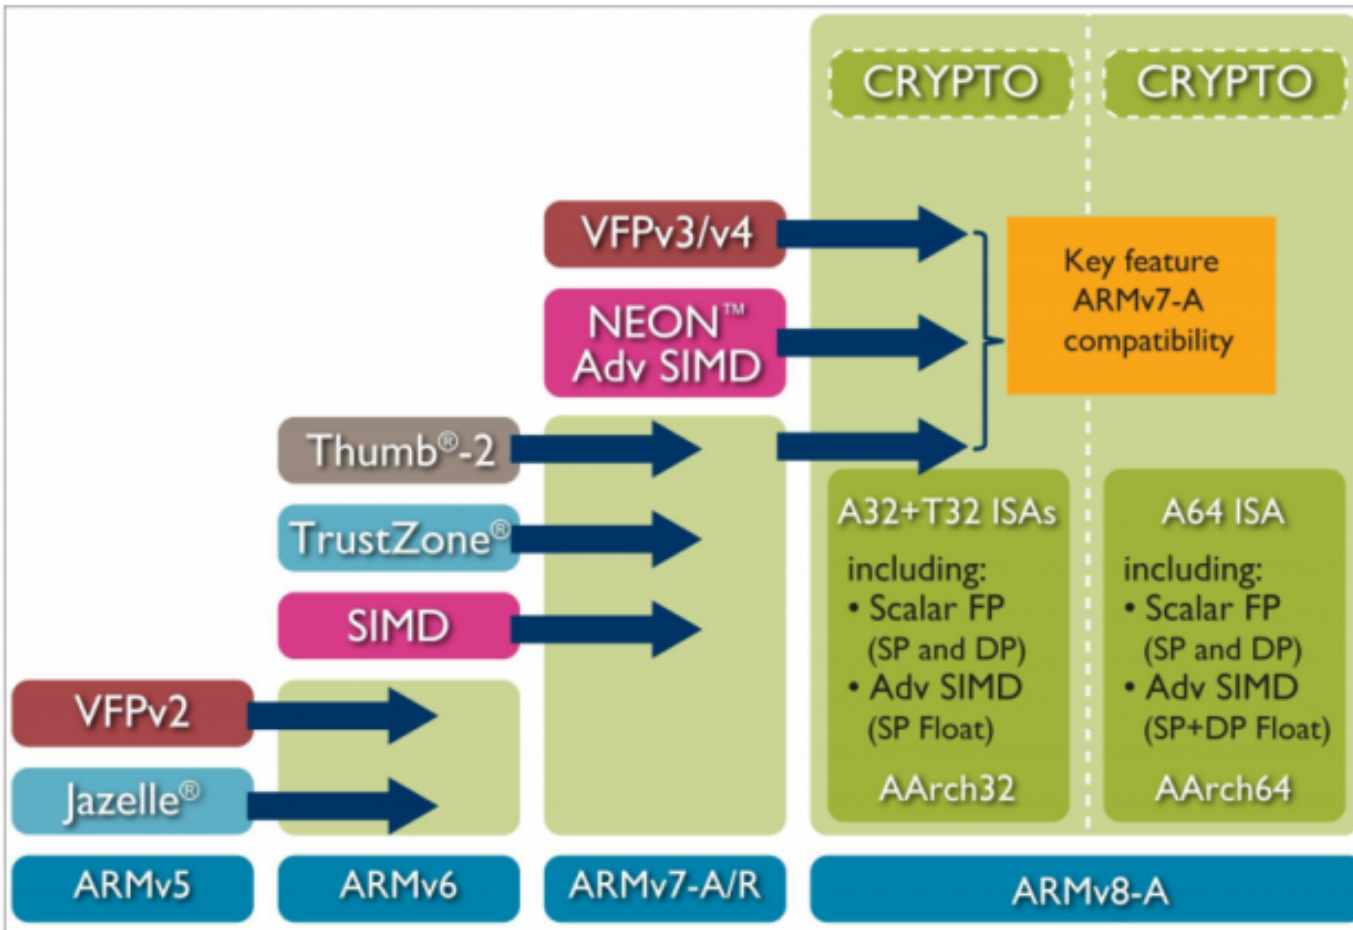 CRYPTO
CRYPTO
VFPv3/v4
Key feature
ARMv7-A
compatibility
NEON™
Adv SIMD
Thumb®-2
TrustZone®
SIMD
A32+T32 ISAs
including:
• Scalar FP
(SP and DP)
• Adv SIMD
(SP Float)
AArch32
A64 ISA
including:
• Scalar FP
(SP and DP)
• Adv SIMD
(SP+DP Float)
AArch64
VFPv2
Jazelle®
ARMv5
ARMv6
ARMv7-A/R
ARMv8-A